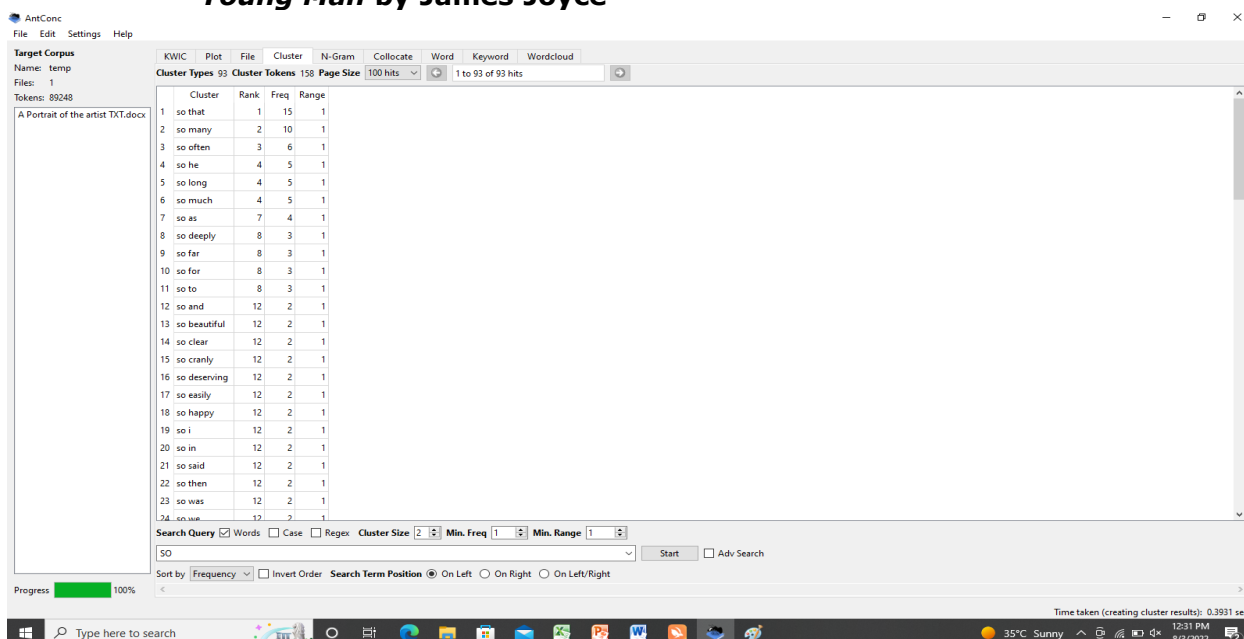 Young Man by James Joyce
AntConc
File Edit Settings Help
Target Corpus
Name: temp
Files: 1
Tokens: 89248
A Portrait of the artist TXT.docx
KWIC Plot File Cluster N-Gram Collocate Word Keyword Wordcloud
Cluster Types 93 Cluster Tokens 158 Page Size 100 hits 1 to 93 of 93 hits
Cluster Rank Freq Range
1 so that 1 15 1
2 so many 2 10 1
3 so often 3 6 1
4 so he 4 5 1
5 so long 4 5 1
6 so much 4 5 1
7 so as 7 4 1
8 so deeply 8 3 1
9 so far 8 3 1
10 so for 8 3 1
11 so to 8 3 1
12 so and 12 2 1
13 so beautiful 12 2 1
14 so clear 12 2 1
15 so cranly 12 2 1
16 so deserving 12 2 1
17 so easily 12 2 1
18 so happy 12 2 1
19 so i 12 2 1
20 so in 12 2 1
21 so said 12 2 1
22 so then 12 2 1
23 so was 12 2 1
24 so we 12 2 1
Search Query Words Case Regex Cluster Size 2 Min. Freq 1 Min. Range 1
SO Start Adv Search
Sort by Frequency Invert Order Search Term Position On Left On Right On Left/Right
Progress 100%
Time taken (creating cluster results): 0.3931 se
Type here to search
35°C Sunny
12:31 PM